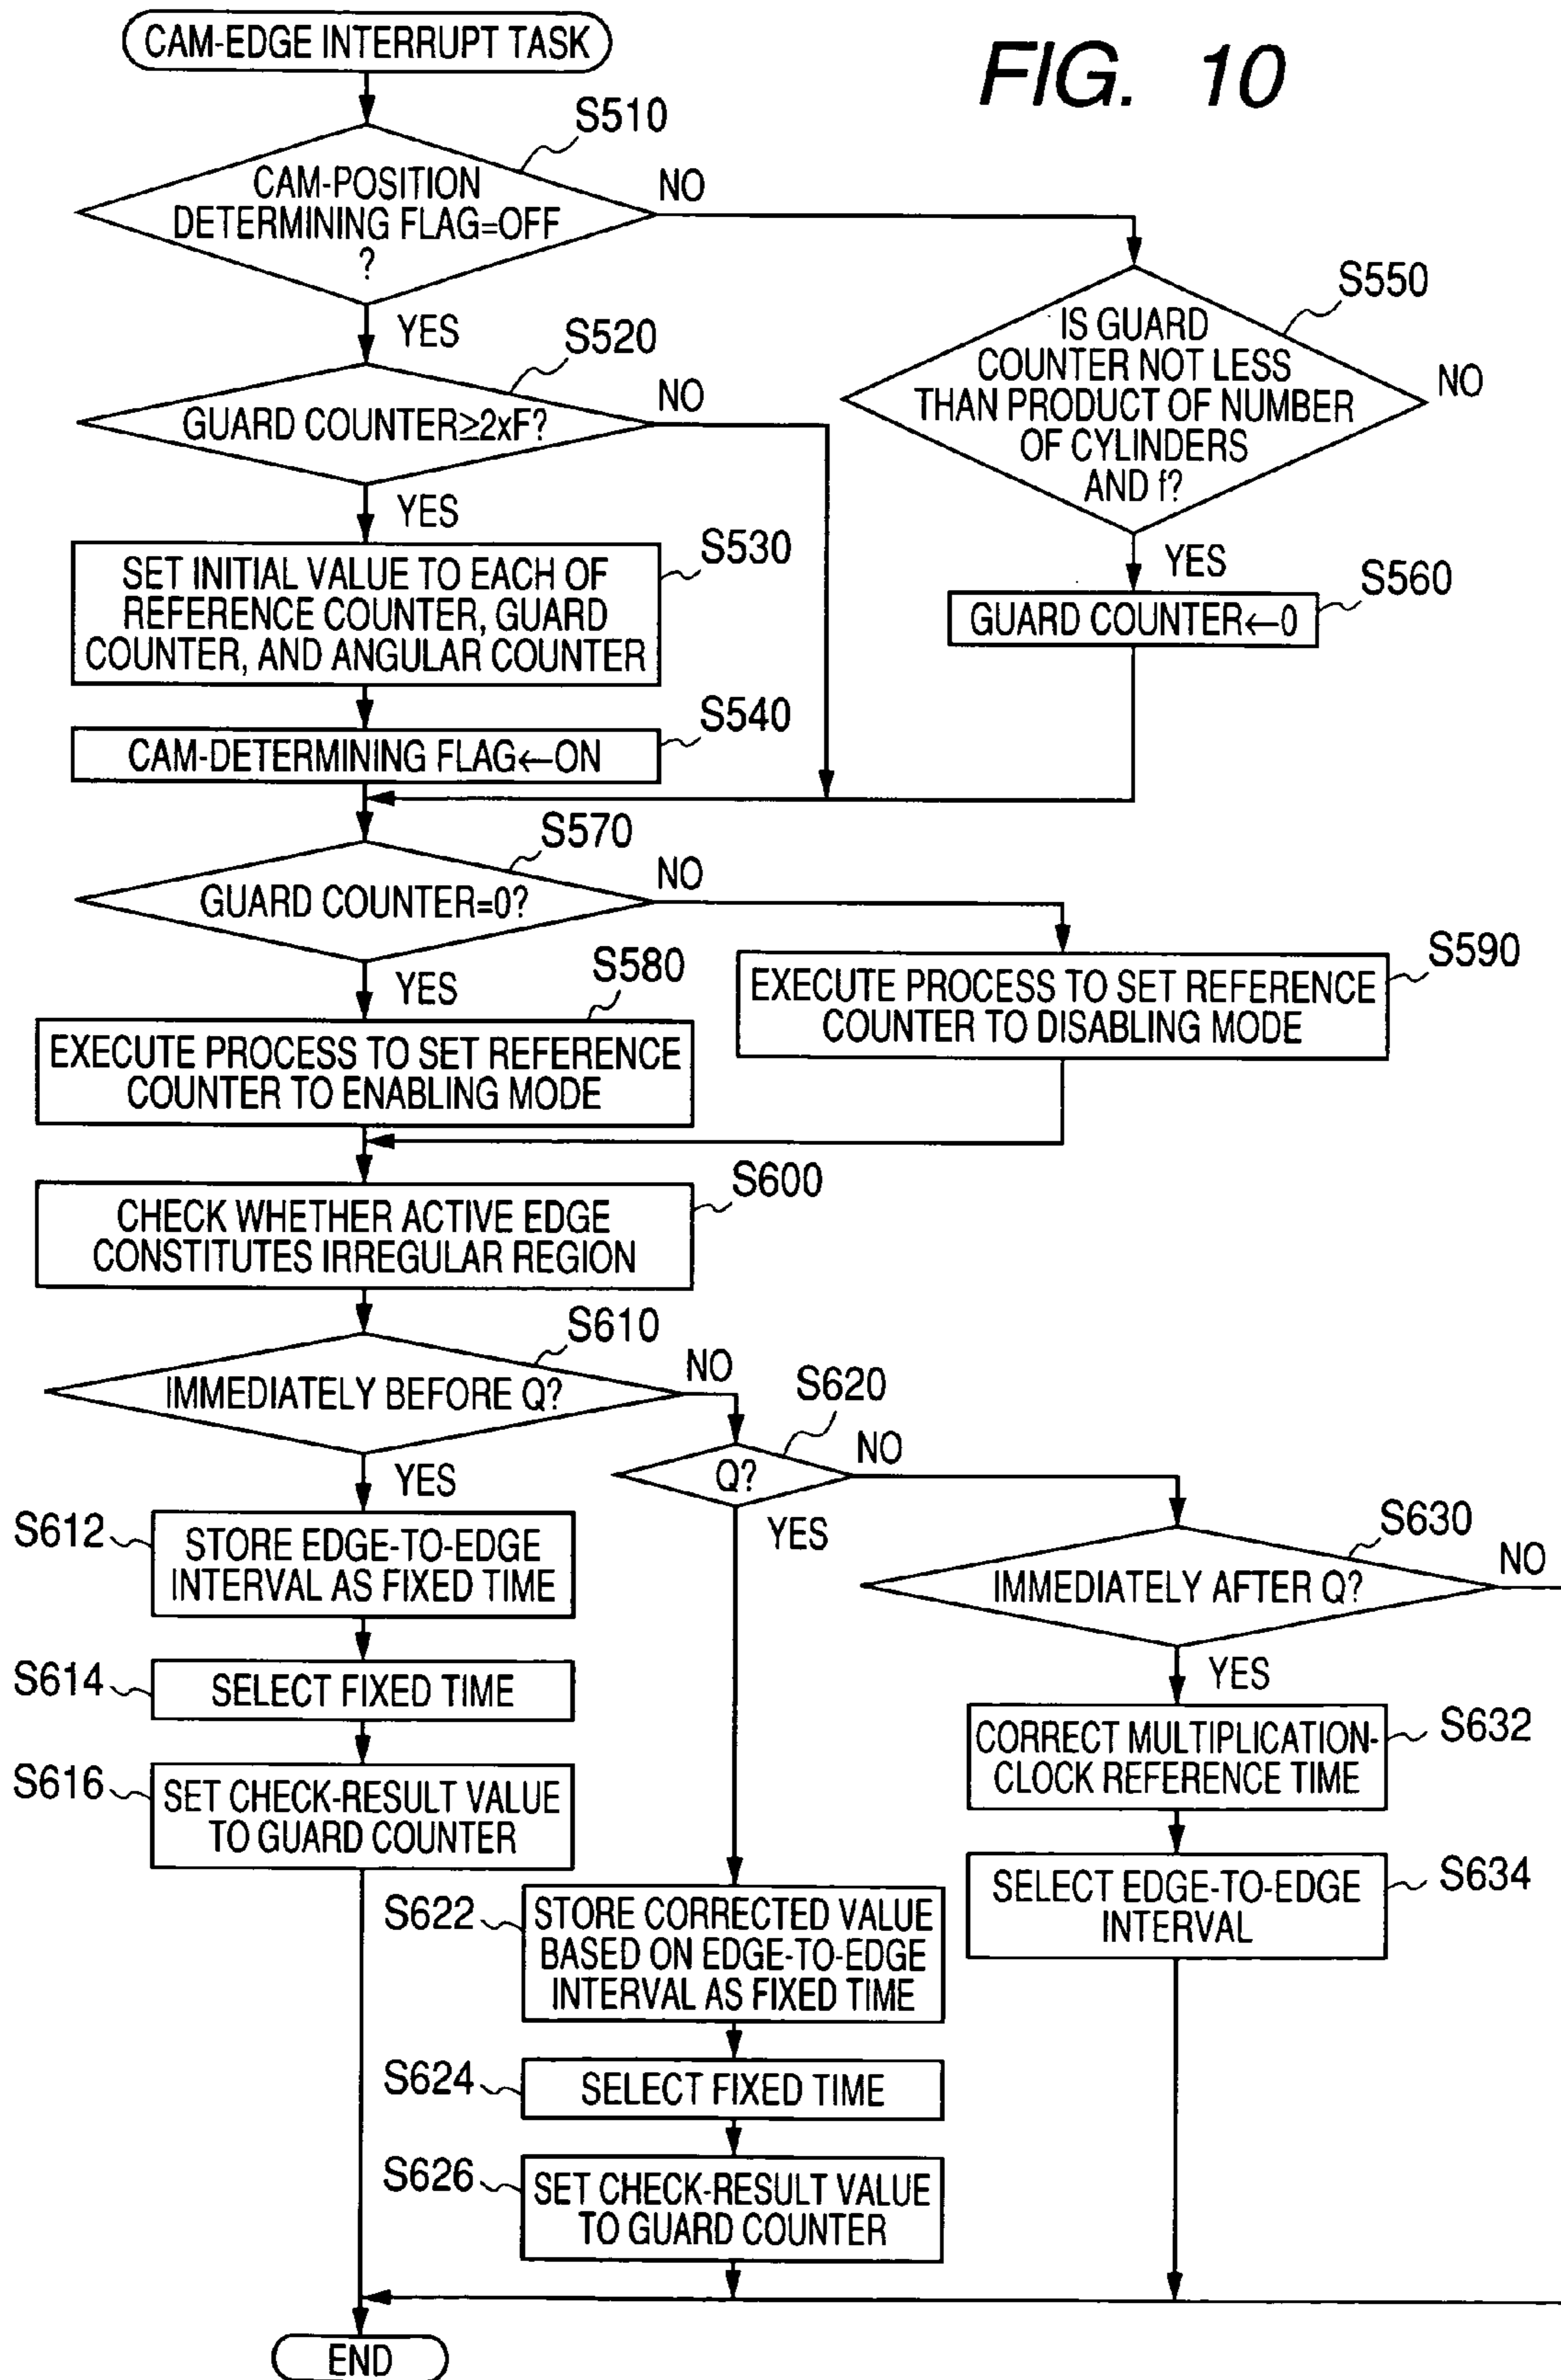 CAM-EDGE INTERRUPT TASK
FIG. 10
S510
CAM-POSITION
DETERMINING FLAG=OFF
?
NO
YES
S520
GUARD COUNTER≥2xF?
NO
YES
S550
IS GUARD
COUNTER NOT LESS
THAN PRODUCT OF NUMBER
OF CYLINDERS
AND f?
NO
YES
S530
SET INITIAL VALUE TO EACH OF
REFERENCE COUNTER, GUARD
COUNTER, AND ANGULAR COUNTER
S560
GUARD COUNTER←0
S540
CAM-DETERMINING FLAG←ON
S570
GUARD COUNTER=0?
NO
YES
S580
EXECUTE PROCESS TO SET REFERENCE
COUNTER TO ENABLING MODE
S590
EXECUTE PROCESS TO SET REFERENCE
COUNTER TO DISABLING MODE
S600
CHECK WHETHER ACTIVE EDGE
CONSTITUTES IRREGULAR REGION
S610
IMMEDIATELY BEFORE Q?
NO
YES
S620
Q?
NO
YES
S630
IMMEDIATELY AFTER Q?
NO
YES
S612
STORE EDGE-TO-EDGE
INTERVAL AS FIXED TIME
S614
SELECT FIXED TIME
S616
SET CHECK-RESULT VALUE
TO GUARD COUNTER
S632
CORRECT MULTIPLICATION-
CLOCK REFERENCE TIME
S634
SELECT EDGE-TO-EDGE
INTERVAL
S622
STORE CORRECTED VALUE
BASED ON EDGE-TO-EDGE
INTERVAL AS FIXED TIME
S624
SELECT FIXED TIME
S626
SET CHECK-RESULT VALUE
TO GUARD COUNTER
END